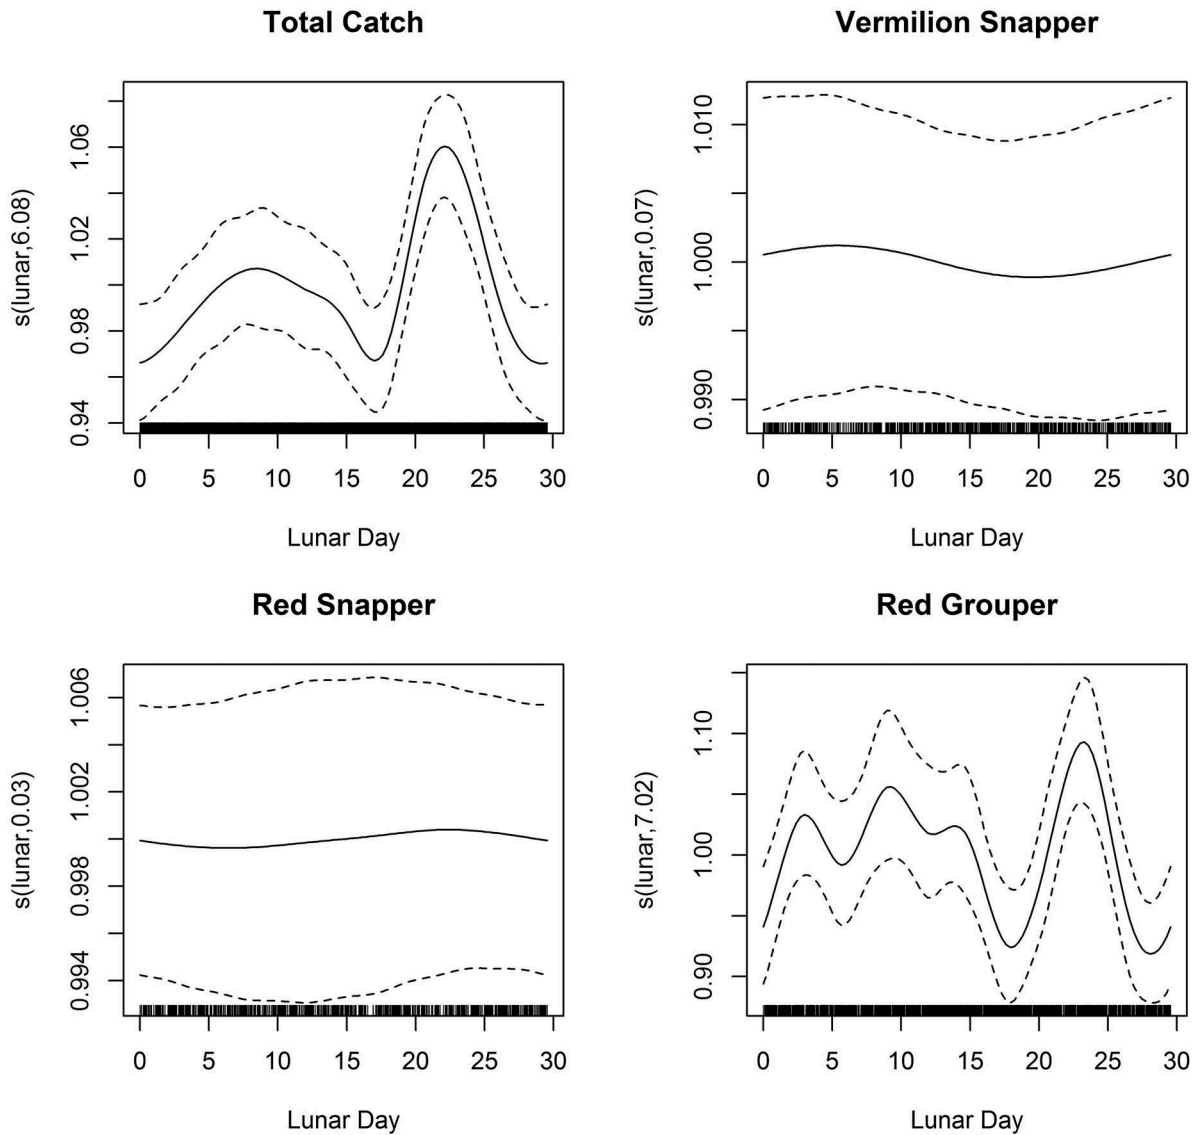 Total Catch
s(lunar,6.08)
1.06
1.02
0.98
0.94
0 5 10 15 20 25 30
Lunar Day
Vermilion Snapper
s(lunar,0.07)
1.010
1.000
0.990
0 5 10 15 20 25 30
Lunar Day
Red Snapper
s(lunar,0.03)
1.006
1.002
0.998
0.994
0 5 10 15 20 25 30
Lunar Day
Red Grouper
s(lunar,7.02)
1.10
1.00
0.90
0 5 10 15 20 25 30
Lunar Day